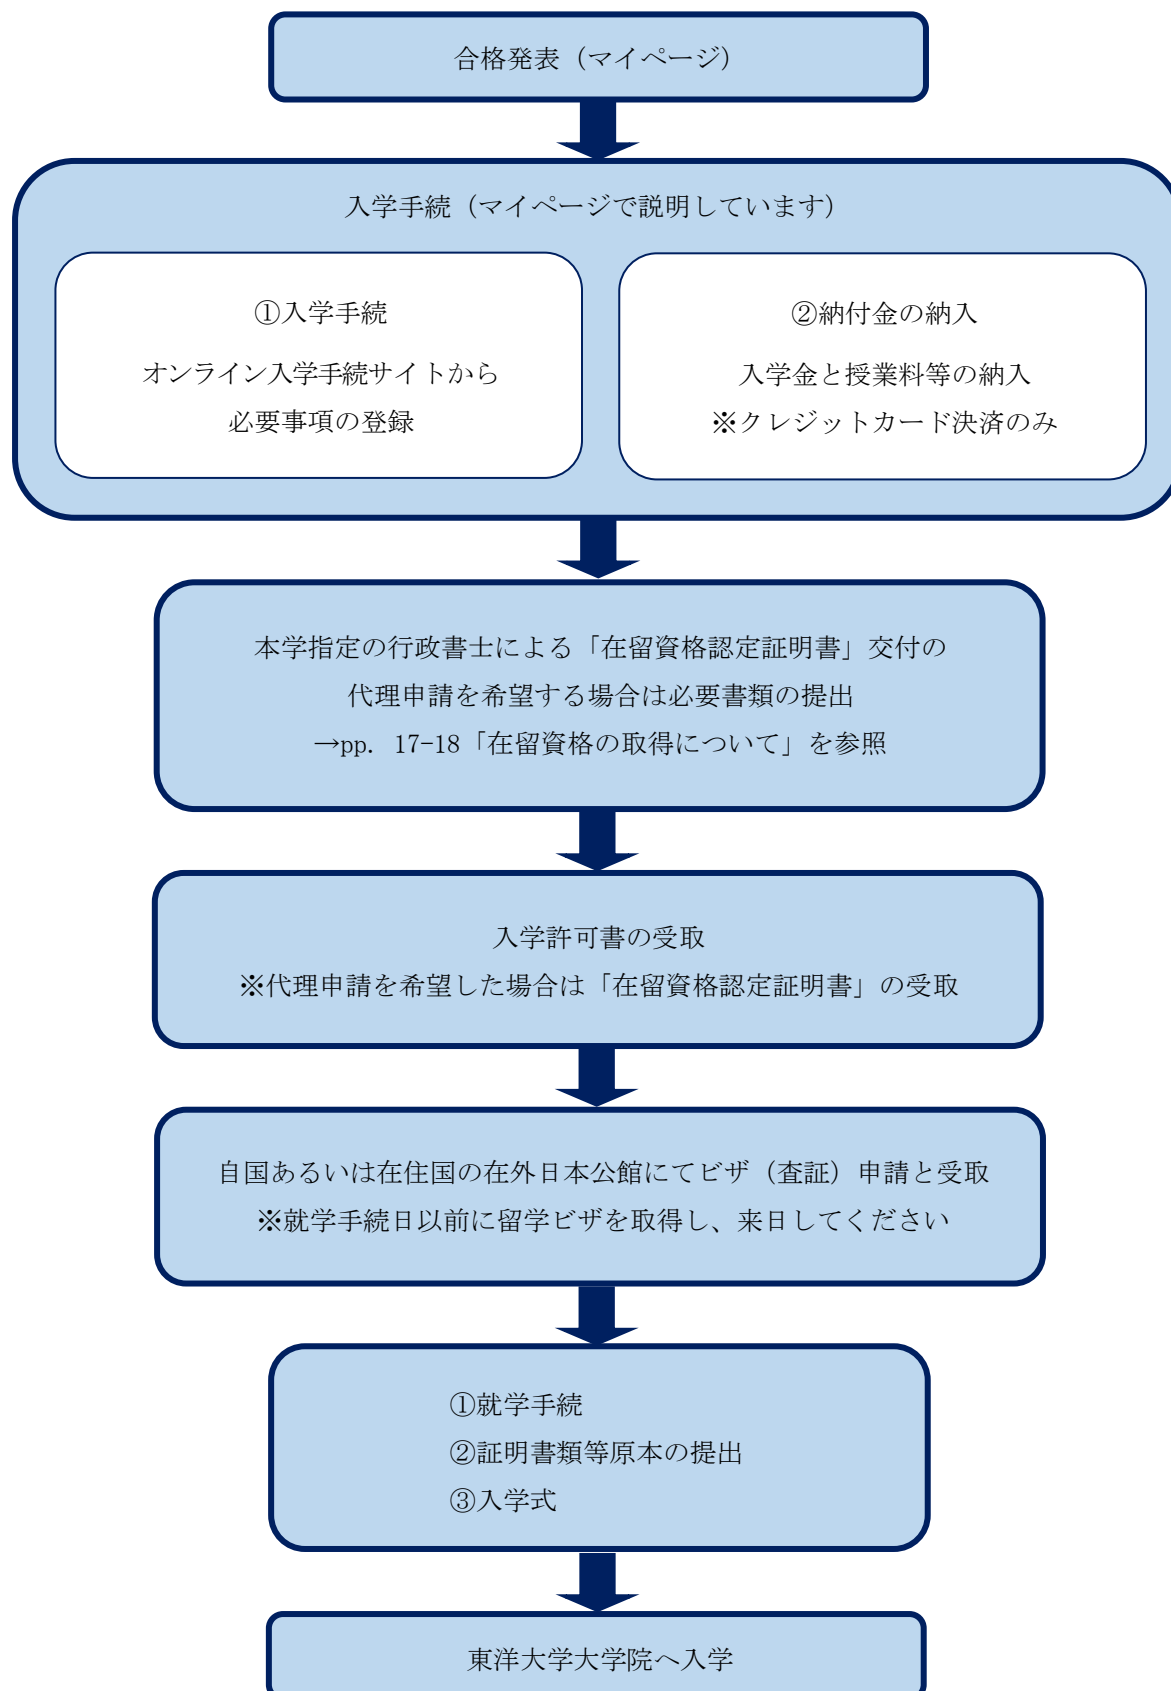 合格発表（マイページ）
入学手続（マイページで説明しています）
①入学手続
オンライン入学手続サイトから
必要事項の登録
②納付金の納入
入学金と授業料等の納入
※クレジットカード決済のみ
本学指定の行政書士による「在留資格認定証明書」交付の
代理申請を希望する場合は必要書類の提出
→pp. 17-18「在留資格の取得について」を参照
入学許可書の受取
※代理申請を希望した場合は「在留資格認定証明書」の受取
自国あるいは在住国の在外日本公館にてビザ（査証）申請と受取
※就学手続日以前に留学ビザを取得し、来日してください
①就学手続
②証明書類等原本の提出
③入学式
東洋大学大学院へ入学